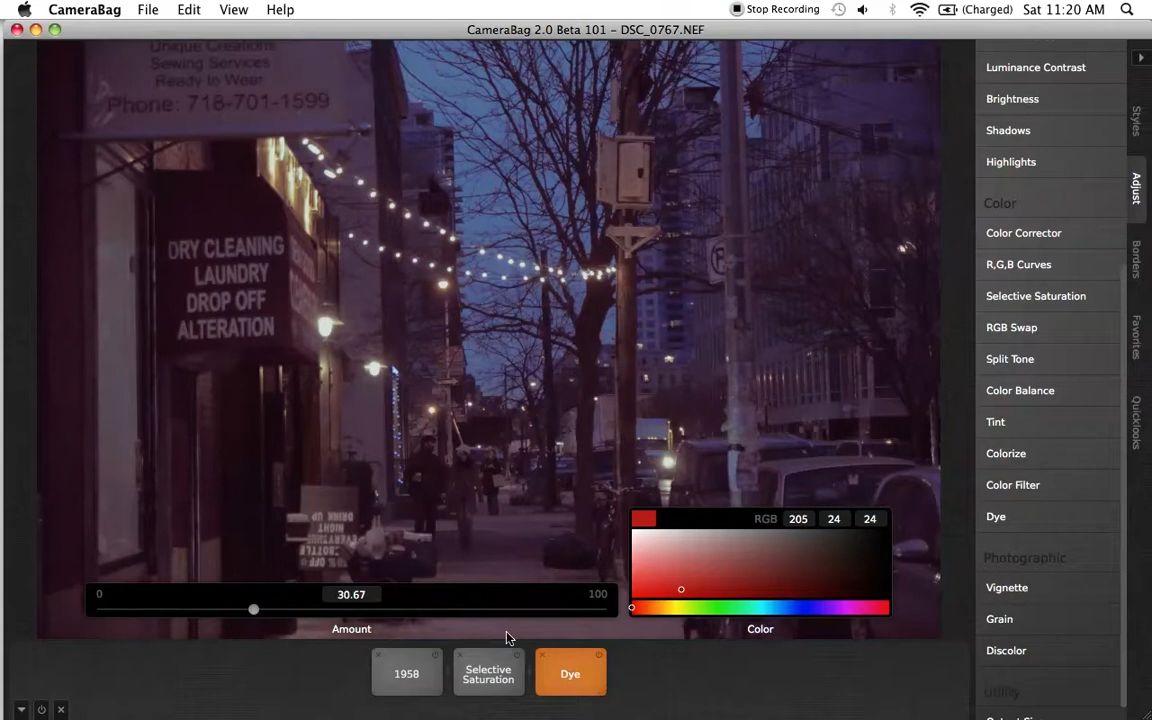 CameraBag File Edit View Help
Stop Recording (Charged) Sat 11:20 AM
CameraBag 2.0 Beta 101 - DSC_0767.NEF
Unique Creations
Sewing Services
Ready to Wear
Phone: 718-701-1599
DRY CLEANING
LAUNDRY
DROP OFF
ALTERATION
Luminance Contrast
Brightness
Shadows
Highlights
Color
Color Corrector
R,G,B Curves
Selective Saturation
RGB Swap
Split Tone
Color Balance
Tint
Colorize
Color Filter
Dye
Photographic
Vignette
Grain
Discolor
Utility
Styles
Adjust
Borders
Favorites
Quicklooks
RGB 205 24 24
0 30.67 100
Amount
Color
1958
Selective
Saturation
Dye